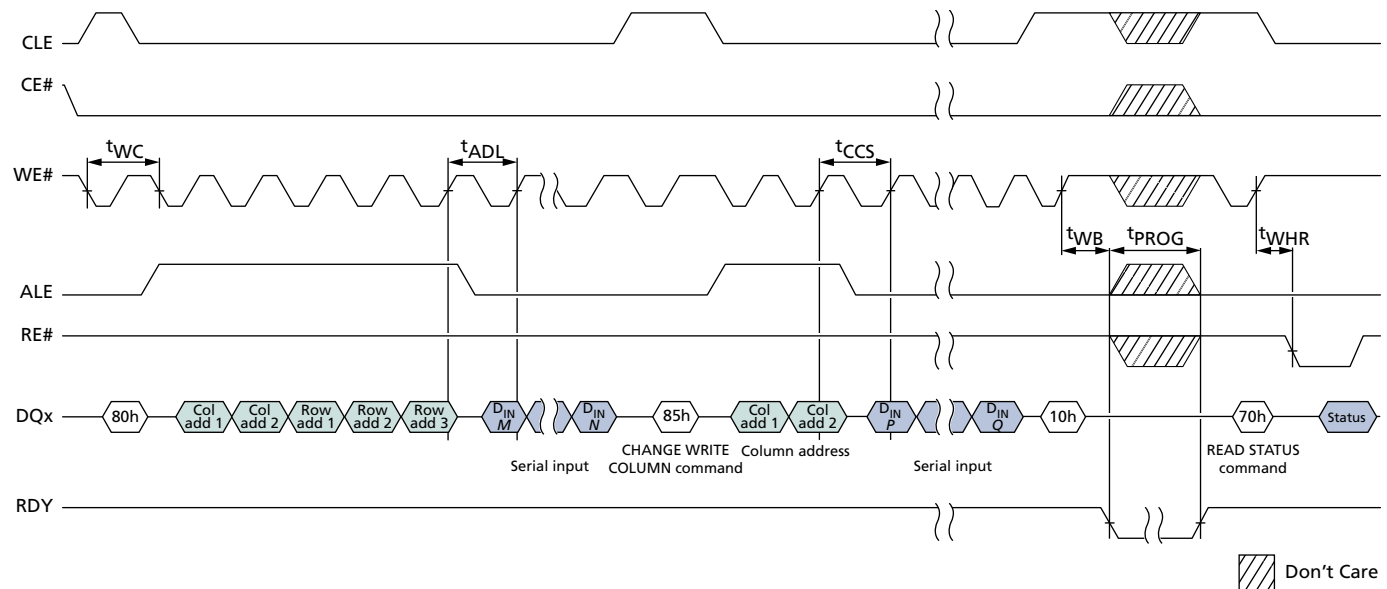 CLE
CE#
tWC
tADL
tCCS
WE#
tWB
tPROG
tWHR
ALE
RE#
DQx
80h
Col add 1
Col add 2
Row add 1
Row add 2
Row add 3
DIN M
DIN N
85h
Col add 1
Col add 2
DIN P
DIN Q
10h
70h
Status
Serial input
CHANGE WRITE
COLUMN command
Column address
Serial input
READ STATUS
command
RDY
Don't Care